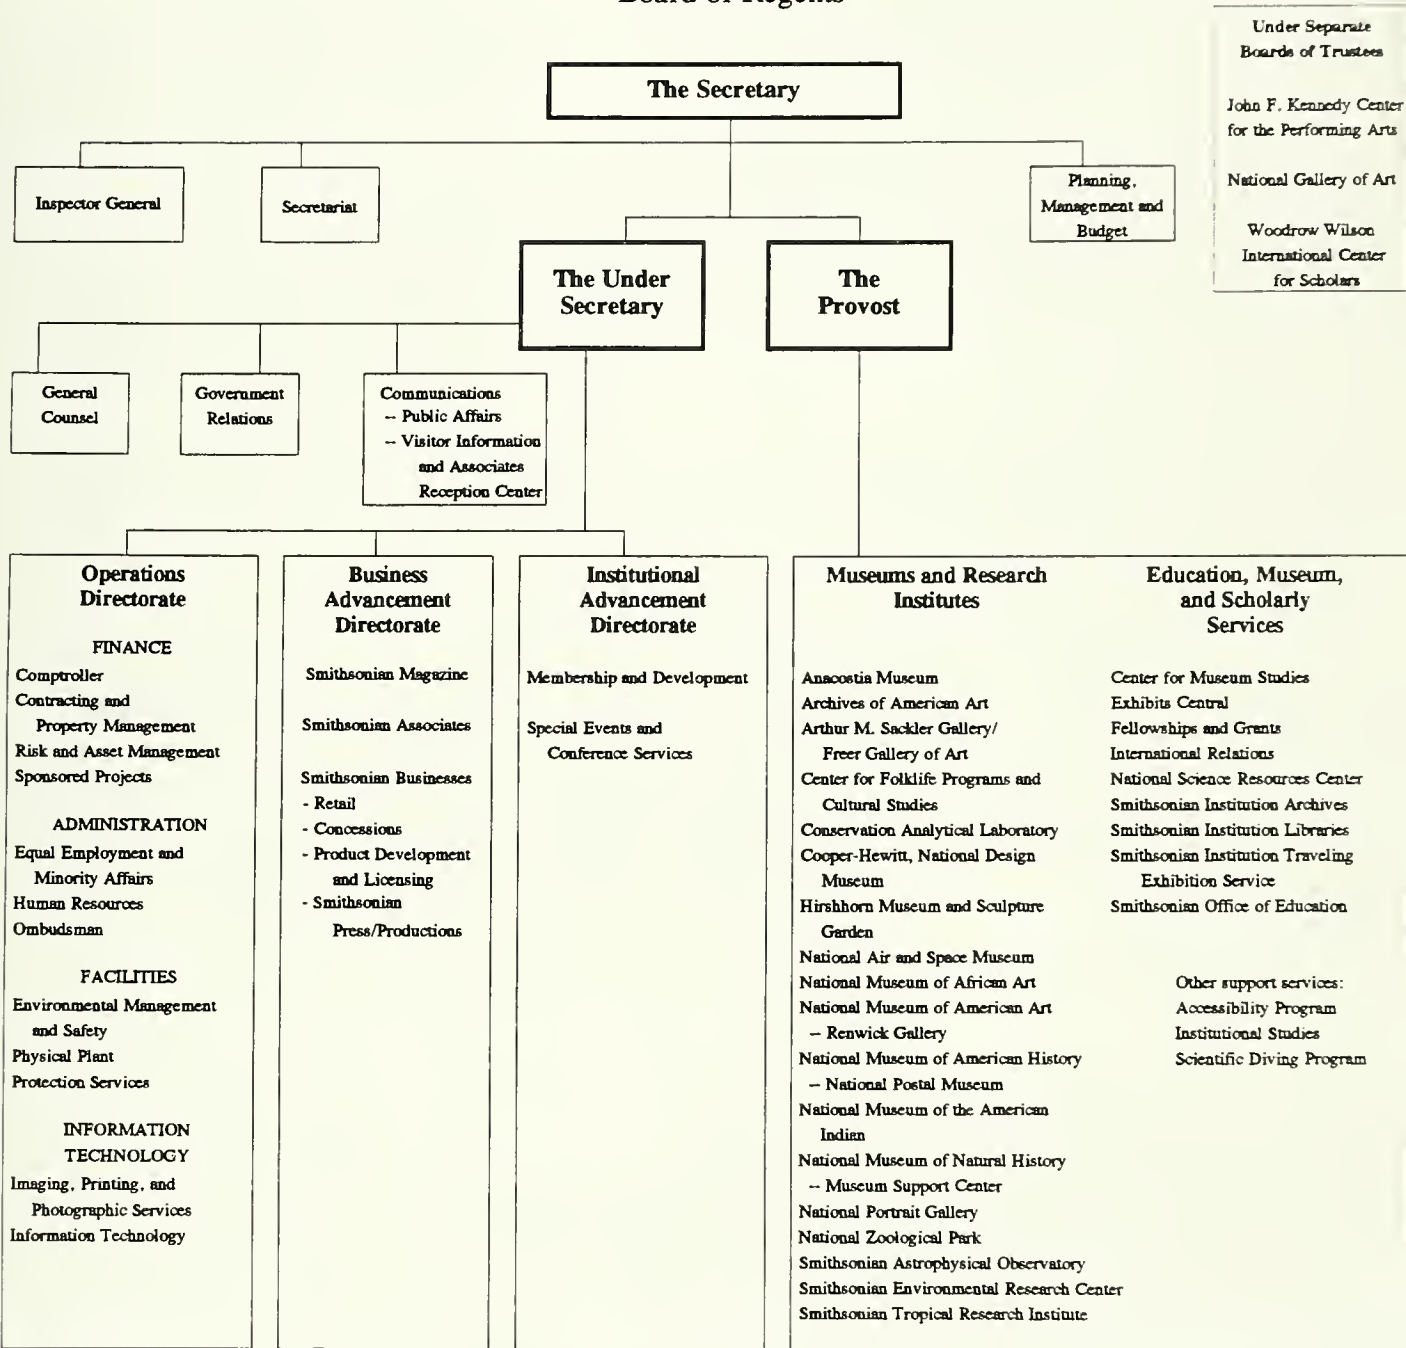 Board of Regents
Under Separate
Boards of Trustees
John F. Kennedy Center
for the Performing Arts
National Gallery of Art
Woodrow Wilson
International Center
for Scholars
The Secretary
Inspector General
Secretariat
Planning,
Management and
Budget
The Under
Secretary
The
Provost
General
Counsel
Government
Relations
Communications
-- Public Affairs
-- Visitor Information
and Associates
Reception Center
Operations
Directorate
FINANCE
Comptroller
Contracting and
Property Management
Risk and Asset Management
Sponsored Projects
ADMINISTRATION
Equal Employment and
Minority Affairs
Human Resources
Ombudsman
FACILITIES
Environmental Management
and Safety
Physical Plant
Protection Services
INFORMATION
TECHNOLOGY
Imaging, Printing, and
Photographic Services
Information Technology
Business
Advancement
Directorate
Smithsonian Magazine
Smithsonian Associates
Smithsonian Businesses
- Retail
- Concessions
- Product Development
and Licensing
- Smithsonian
Press/Productions
Institutional
Advancement
Directorate
Membership and Development
Special Events and
Conference Services
Museums and Research
Institutes
Anacostia Museum
Archives of American Art
Arthur M. Sackler Gallery/
Freer Gallery of Art
Center for Folklife Programs and
Cultural Studies
Conservation Analytical Laboratory
Cooper-Hewitt, National Design
Museum
Hirshhorn Museum and Sculpture
Garden
National Air and Space Museum
National Museum of African Art
National Museum of American Art
-- Renwick Gallery
National Museum of American History
-- National Postal Museum
National Museum of the American
Indian
National Museum of Natural History
-- Museum Support Center
National Portrait Gallery
National Zoological Park
Smithsonian Astrophysical Observatory
Smithsonian Environmental Research Center
Smithsonian Tropical Research Institute
Education, Museum,
and Scholarly
Services
Center for Museum Studies
Exhibits Central
Fellowships and Grants
International Relations
National Science Resources Center
Smithsonian Institution Archives
Smithsonian Institution Libraries
Smithsonian Institution Traveling
Exhibition Service
Smithsonian Office of Education
Other support services:
Accessibility Program
Institutional Studies
Scientific Diving Program